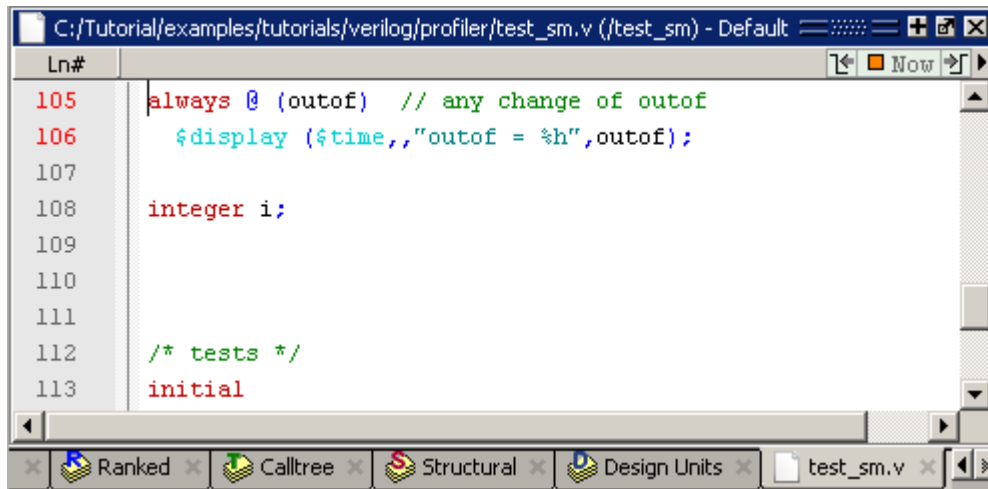 C:/Tutorial/examples/tutorials/verilog/profiler/test_sm.v (/test_sm) - Default
Ln#
Now
105 always @ (outof)  // any change of outof
106   $display ($time,,"outof = %h",outof);
107
108 integer i;
109
110
111
112 /* tests */
113 initial
R Ranked T Calltree S Structural D Design Units test_sm.v